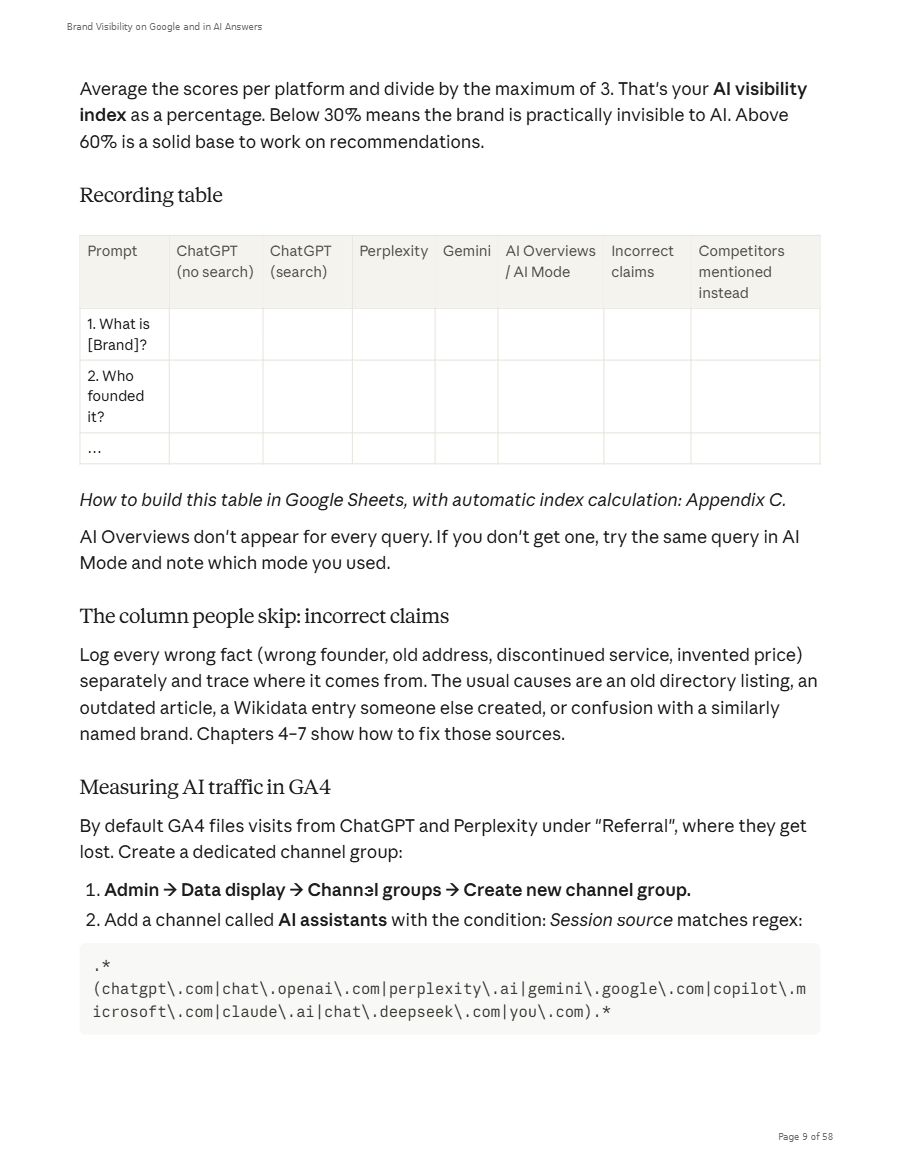 Brand Visibility on Google and in AI Answers
Average the scores per platform and divide by the maximum of 3. That's your AI visibility
index as a percentage. Below 30% means the brand is practically invisible to AI. Above
60% is a solid base to work on recommendations.
Recording table
Prompt
ChatGPT
(no search)
ChatGPT
(search)
Perplexity
Gemini
AI Overviews
/ AI Mode
Incorrect
claims
Competitors
mentioned
instead
1. What is
[Brand]?
2. Who
founded
it?
...
How to build this table in Google Sheets, with automatic index calculation: Appendix C.
AI Overviews don't appear for every query. If you don't get one, try the same query in AI
Mode and note which mode you used.
The column people skip: incorrect claims
Log every wrong fact (wrong founder, old address, discontinued service, invented price)
separately and trace where it comes from. The usual causes are an old directory listing, an
outdated article, a Wikidata entry someone else created, or confusion with a similarly
named brand. Chapters 4–7 show how to fix those sources.
Measuring AI traffic in GA4
By default GA4 files visits from ChatGPT and Perplexity under "Referral", where they get
lost. Create a dedicated channel group:
1. Admin → Data display → Channel groups → Create new channel group.
2. Add a channel called AI assistants with the condition: Session source matches regex:
.*
(chatgpt\.com|chat\.openai\.com|perplexity\.ai|gemini\.google\.com|copilot\.m
icrosoft\.com|claude\.ai|chat\.deepseek\.com|you\.com).*
Page 9 of 58